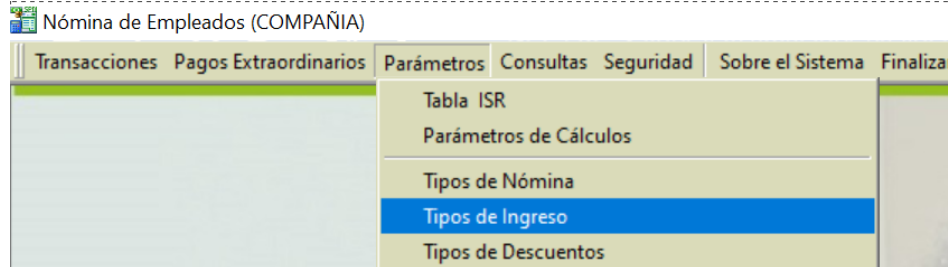 Nómina de Empleados (COMPAÑIA)
Transacciones Pagos Extraordinarios Parámetros Consultas Seguridad Sobre el Sistema Finaliza
Tabla ISR
Parámetros de Cálculos
Tipos de Nómina
Tipos de Ingreso
Tipos de Descuentos